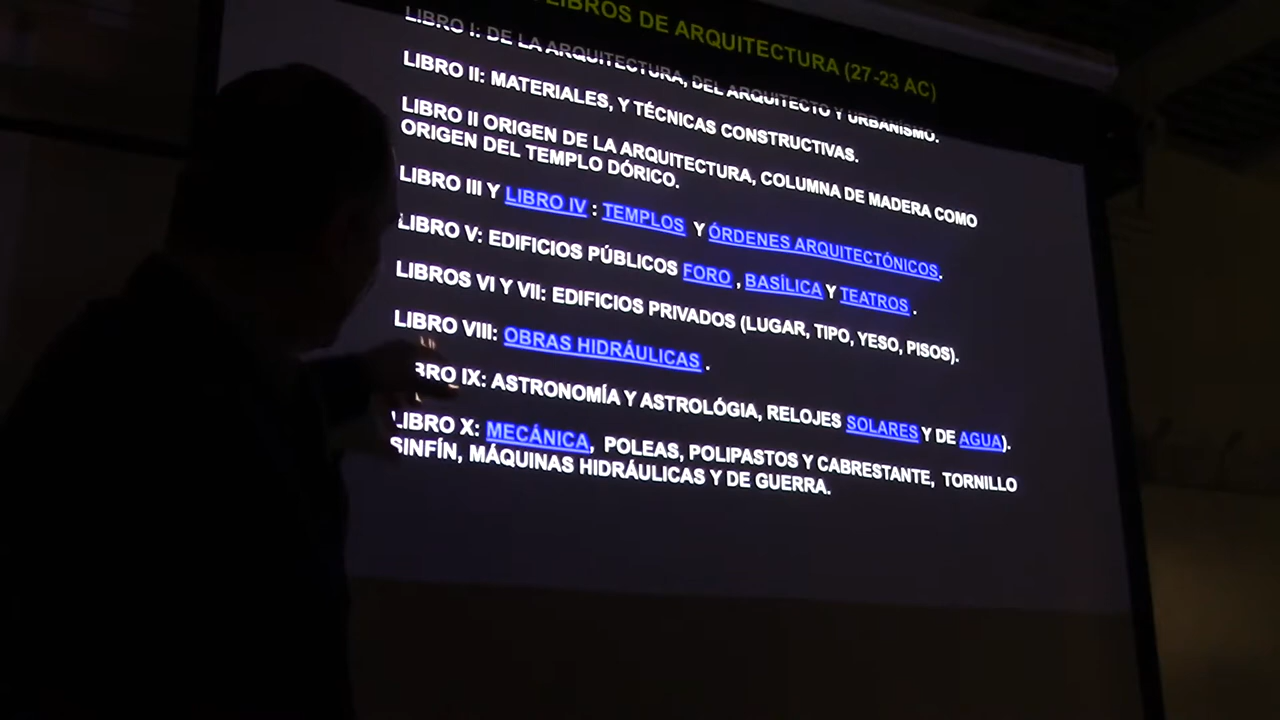 LIBROS DE ARQUITECTURA (27-23 AC)
LIBRO I: DE LA ARQUITECTURA, DEL ARQUITECTO Y URBANISMO.
LIBRO II: MATERIALES, Y TÉCNICAS CONSTRUCTIVAS.
LIBRO II ORIGEN DE LA ARQUITECTURA, COLUMNA DE MADERA COMO
ORIGEN DEL TEMPLO DÓRICO.
LIBRO III Y LIBRO IV : TEMPLOS Y ÓRDENES ARQUITECTÓNICOS.
LIBRO V: EDIFICIOS PÚBLICOS FORO , BASÍLICA Y TEATROS .
LIBROS VI Y VII: EDIFICIOS PRIVADOS (LUGAR, TIPO, YESO, PISOS).
LIBRO VIII: OBRAS HIDRÁULICAS .
BRO IX: ASTRONOMÍA Y ASTROLÓGIA, RELOJES SOLARES Y DE AGUA).
LIBRO X: MECÁNICA, POLEAS, POLIPASTOS Y CABRESTANTE, TORNILLO
SINFÍN, MÁQUINAS HIDRÁULICAS Y DE GUERRA.